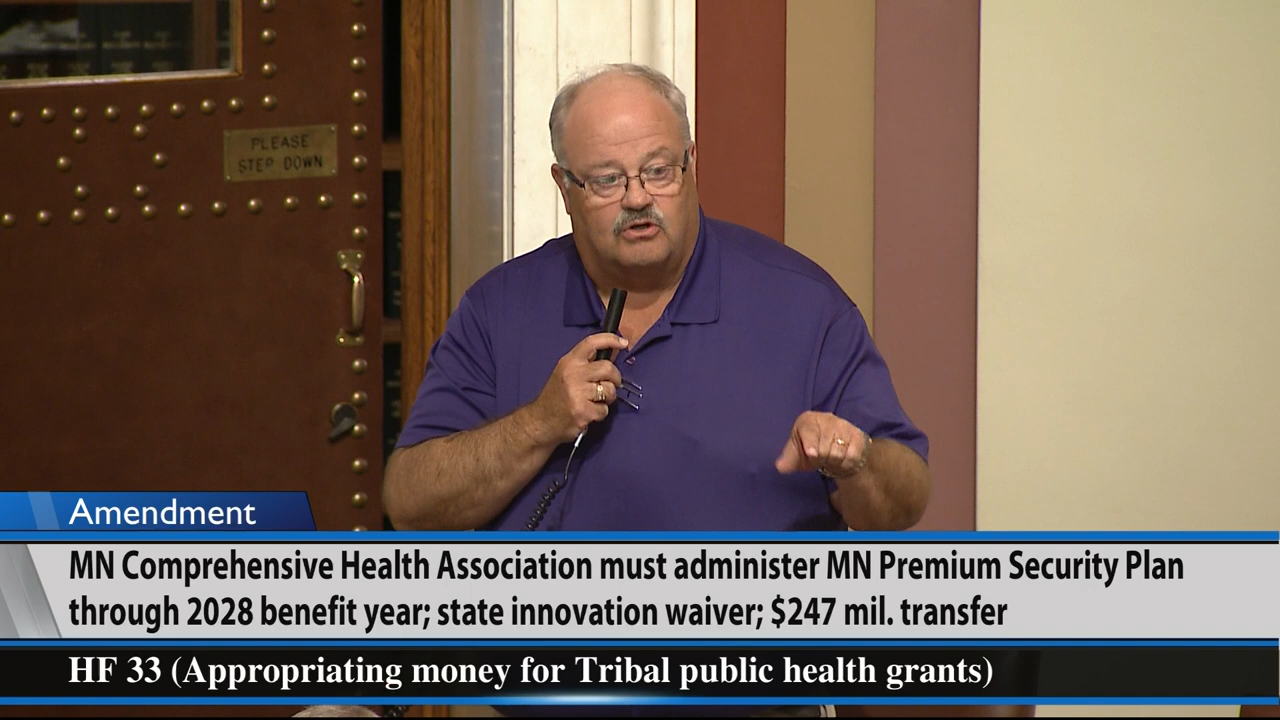 PLEASE
STEP DOWN
Amendment
MN Comprehensive Health Association must administer MN Premium Security Plan
through 2028 benefit year; state innovation waiver; $247 mil. transfer
HF 33 (Appropriating money for Tribal public health grants)